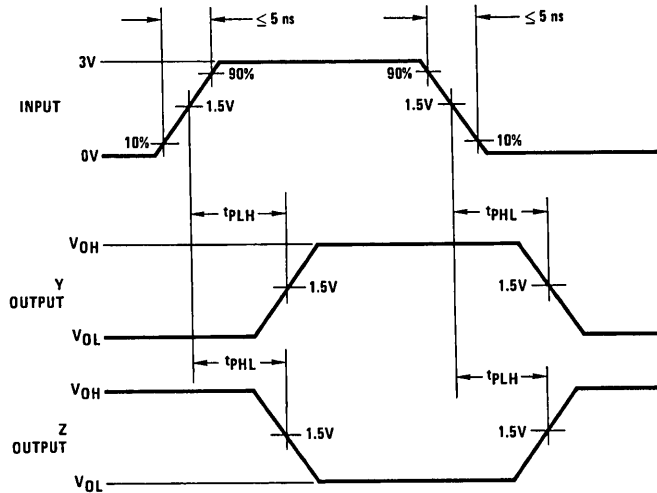 ≤ 5 ns
≤ 5 ns
3V
90%
90%
INPUT
1.5V
1.5V
10%
10%
0V
tPLH
tPHL
VOH
Y
OUTPUT
1.5V
1.5V
VOL
tPHL
tPLH
VOH
Z
OUTPUT
1.5V
1.5V
VOL